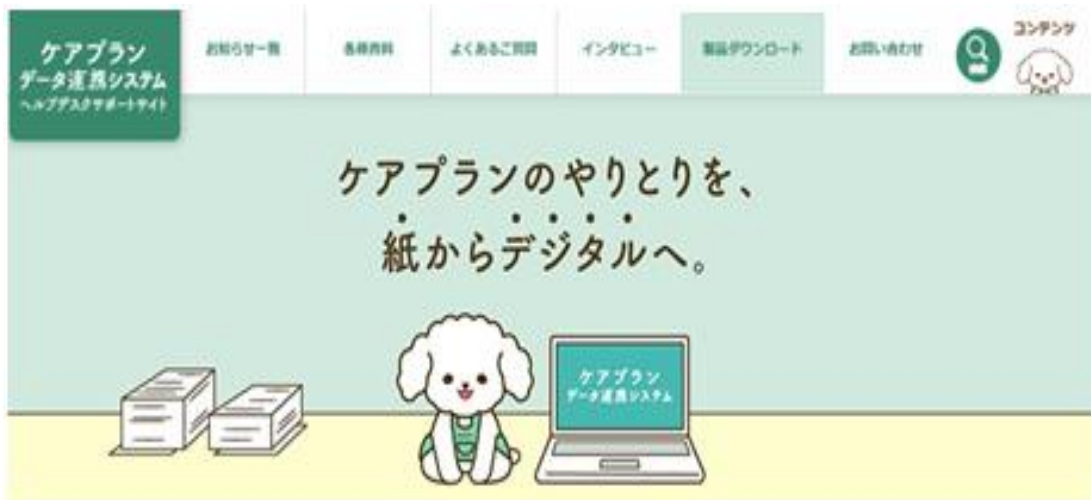 ケアプラン
データ連携システム
ヘルプデスクサポートサイト
お知らせ一覧
各種資料
よくあるご質問
インタビュー
製品ダウンロード
お問い合わせ
コンテンツ
ケアプランのやりとりを、
紙からデジタルへ。
ケアプラン
データ連携システム